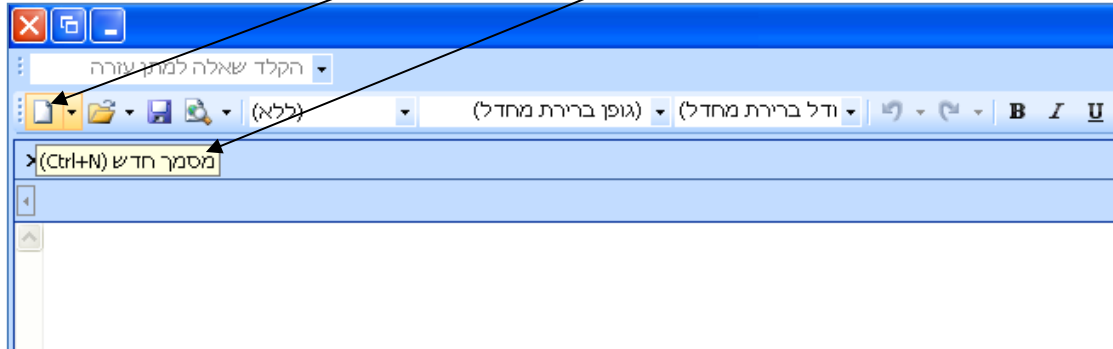 הקלד שאלה למתן עזרה
(ללא) (גופן ברירת מחדל) ודל ברירת מחדל) B I U
מסמך חדש (Ctrl+N)